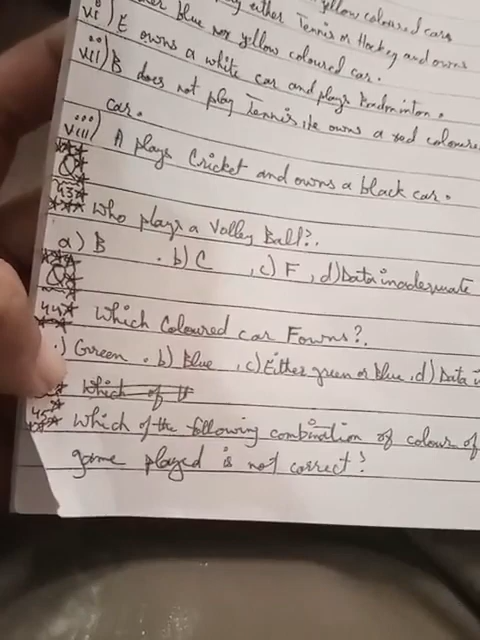 either Tennis or Hockey and owns yellow coloured cars
vi) blue nor yellow coloured car.
E owns a white car and plays Badminton.
vii) B does not play Tennis, He owns a red coloure
car.
viii) A plays Cricket and owns a black car.
Q
43 Who plays a Volley Ball?.
a) B . b) C , c) F , d) Data inadequate
Q
44 Which Coloured car F owns?.
) Green . b) Blue , c) Either green or blue . d) Data i
Which of
45 Which of the following combination of colour of
game played is not correct?